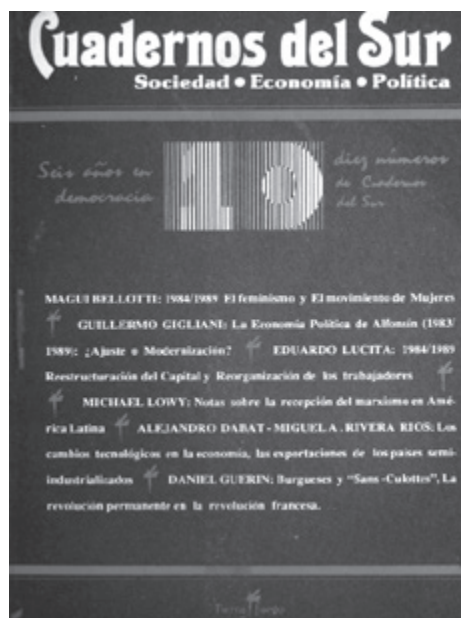 Cuadernos del Sur
Sociedad • Economía • Política
Seis años en
democracia
10
diez números
de Cuadernos
del Sur
MAGUI BELLOTTI: 1984/1989 El feminismo y El movimiento de Mujeres
GUILLERMO GIGLIANI: La Economía Política de Alfonsín (1983/
1989): ¿Ajuste o Modernización? EDUARDO LUCITA: 1984/1989
Reestructuración del Capital y Reorganización de los trabajadores
MICHAEL LOWY: Notas sobre la recepción del marxismo en Amé-
rica Latina ALEJANDRO DABAT - MIGUEL A. RIVERA RIOS: Los
cambios tecnológicos en la economía, las exportaciones de los países semi-
industrializados DANIEL GUERIN: Burgueses y "Sans-Culottes", La
revolución permanente en la revolución francesa.
Tierra Fuego